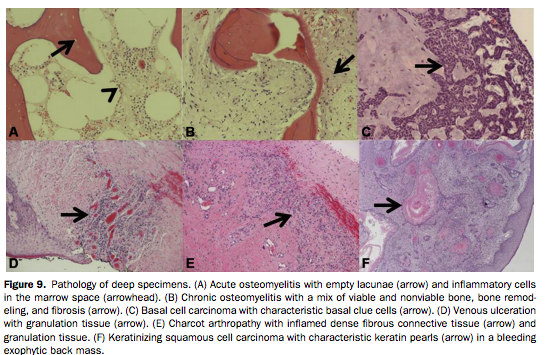 A
B
C
D
E
F
Figure 9. Pathology of deep specimens. (A) Acute osteomyelitis with empty lacunae (arrow) and inflammatory cells
in the marrow space (arrowhead). (B) Chronic osteomyelitis with a mix of viable and nonviable bone, bone remod-
eling, and fibrosis (arrow). (C) Basal cell carcinoma with characteristic basal clue cells (arrow). (D) Venous ulceration
with granulation tissue (arrow). (E) Charcot arthropathy with inflamed dense fibrous connective tissue (arrow) and
granulation tissue. (F) Keratinizing squamous cell carcinoma with characteristic keratin pearls (arrow) in a bleeding
exophytic back mass.